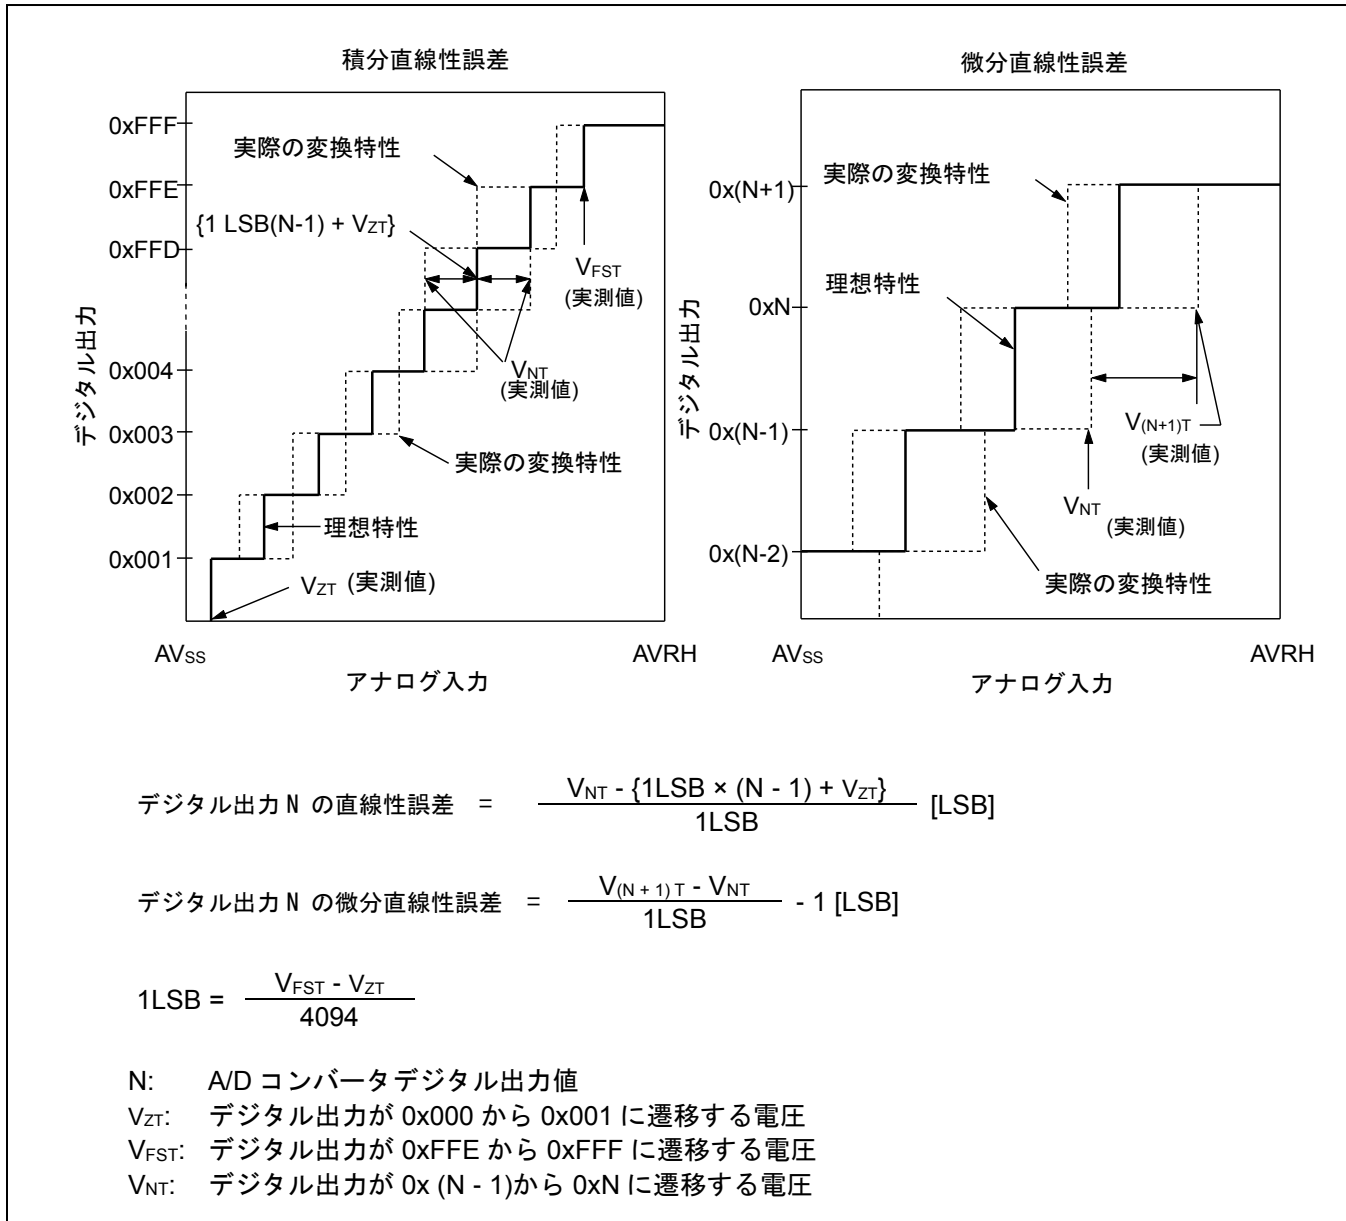 積分直線性誤差
0xFFF
0xFFE
0xFFD
0x004
0x003
0x002
0x001
デジタル出力
実際の変換特性
{1 LSB(N-1) + VZT}
VFST
(実測値)
VNT
(実測値)
実際の変換特性
理想特性
VZT (実測値)
AVSS
AVRH
アナログ入力
微分直線性誤差
0x(N+1)
0xN
0x(N-1)
0x(N-2)
デジタル出力
実際の変換特性
理想特性
V(N+1)T
(実測値)
VNT
(実測値)
実際の変換特性
AVSS
AVRH
アナログ入力
デジタル出力 N の直線性誤差 =
VNT - {1LSB × (N - 1) + VZT}
1LSB
[LSB]
デジタル出力 N の微分直線性誤差 =
V(N + 1) T - VNT
1LSB
- 1 [LSB]
1LSB =
VFST - VZT
4094
N: A/D コンバータデジタル出力値
VZT: デジタル出力が 0x000 から 0x001 に遷移する電圧
VFST: デジタル出力が 0xFFE から 0xFFF に遷移する電圧
VNT: デジタル出力が 0x (N - 1)から 0xN に遷移する電圧